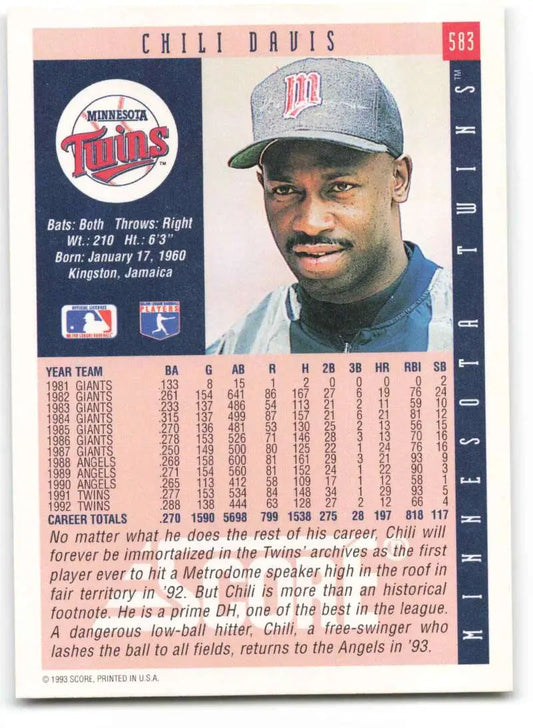 CHILI DAVIS
583
MINNESOTA
Twins
™
m
MINNESOTA TWINS™
Bats: Both Throws: Right
Wt.: 210 Ht.: 6'3"
Born: January 17, 1960
Kingston, Jamaica
PLAYERS
YEAR TEAM BA G AB R H 2B 3B HR RBI SB
1981 GIANTS .133 8 15 1 2 0 0 0 0 2
1982 GIANTS .261 154 641 86 167 27 6 19 76 24
1983 GIANTS .233 137 486 54 113 21 2 11 59 10
1984 GIANTS .315 137 499 87 157 21 6 21 81 12
1985 GIANTS .270 136 481 53 130 25 2 13 56 15
1986 GIANTS .278 153 526 71 146 28 3 13 70 16
1987 GIANTS .250 149 500 80 125 22 1 24 76 16
1988 ANGELS .268 158 600 81 161 29 3 21 93 9
1989 ANGELS .271 154 560 81 152 24 1 22 90 3
1990 ANGELS .265 113 412 58 109 17 1 12 58 1
1991 TWINS .277 153 534 84 148 34 1 29 93 5
1992 TWINS .288 138 444 63 128 27 2 12 66 4
CAREER TOTALS .270 1590 5698 799 1538 275 28 197 818 117
No matter what he does the rest of his career, Chili will
forever be immortalized in the Twins' archives as the first
player ever to hit a Metrodome speaker high in the roof in
fair territory in '92. But Chili is more than an historical
footnote. He is a prime DH, one of the best in the league.
A dangerous low-ball hitter, Chili, a free-swinger who
lashes the ball to all fields, returns to the Angels in '93.
SCORE®
© 1993 SCORE, PRINTED IN U.S.A.